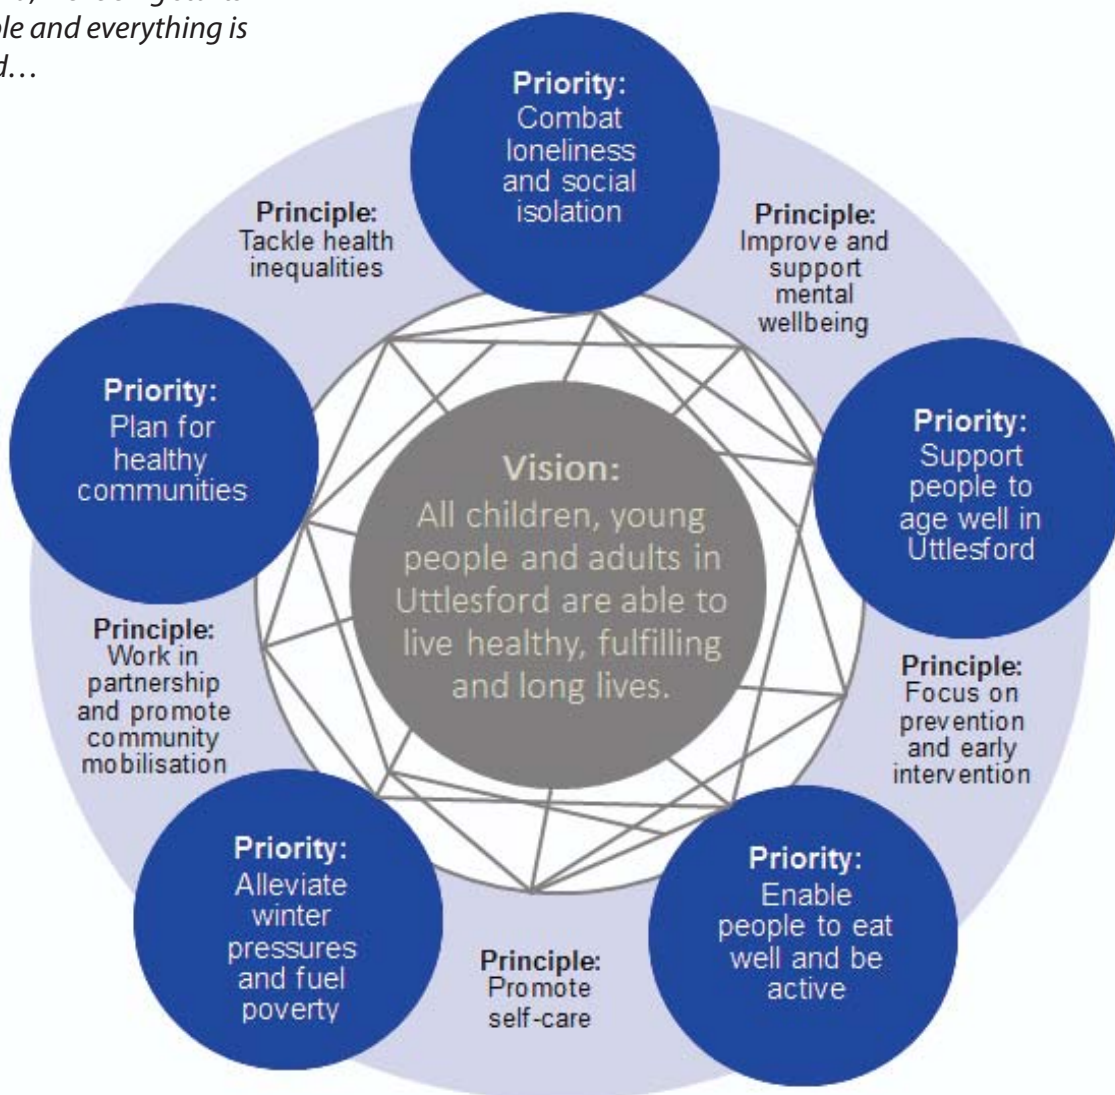 ple and everything is
d…
Priority:
Combat
loneliness
and social
isolation
Principle:
Tackle health
inequalities
Principle:
Improve and
support
mental
wellbeing
Priority:
Plan for
healthy
communities
Priority:
Support
people to
age well in
Uttlesford
Vision:
All children, young
people and adults in
Uttlesford are able to
live healthy, fulfilling
and long lives.
Principle:
Work in
partnership
and promote
community
mobilisation
Principle:
Focus on
prevention
and early
intervention
Priority:
Alleviate
winter
pressures
and fuel
poverty
Principle:
Promote
self-care
Priority:
Enable
people to eat
well and be
active